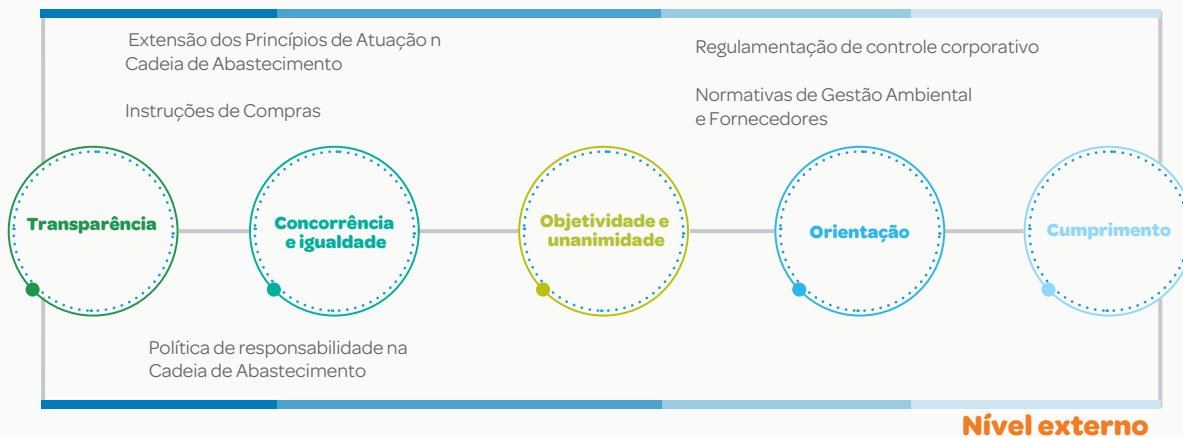 Extensão dos Princípios de Atuação n
Cadeia de Abastecimento
Instruções de Compras
Regulamentação de controle corporativo
Normativas de Gestão Ambiental
e Fornecedores
Transparência
Concorrência
e igualdade
Objetividade e
unanimidade
Orientação
Cumprimento
Política de responsabilidade na
Cadeia de Abastecimento
Nível externo